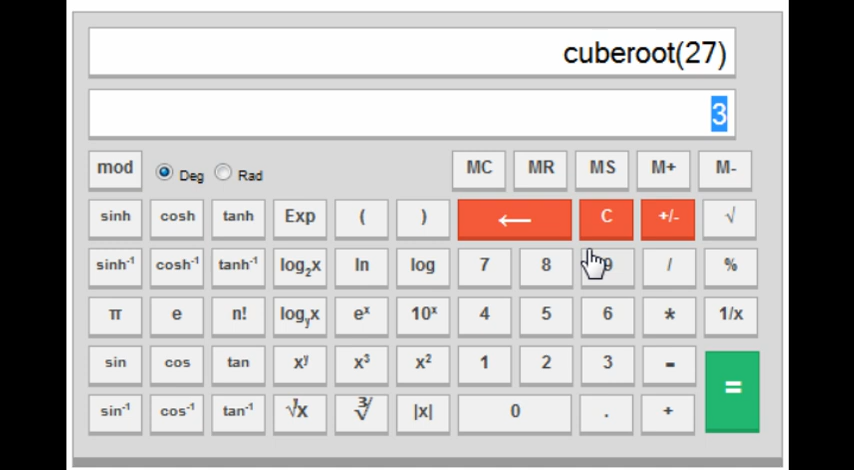 cuberoot(27)
3
mod Deg Rad MC MR MS M+ M-
sinh cosh tanh Exp ( ) ← C +/- √
sinh⁻¹ cosh⁻¹ tanh⁻¹ log₂x ln log 7 8 9 / %
π e n! logᵧx eˣ 10ˣ 4 5 6 * 1/x
sin cos tan xʸ x³ x² 1 2 3 - =
sin⁻¹ cos⁻¹ tan⁻¹ ʸ√x ∛ |x| 0 . +